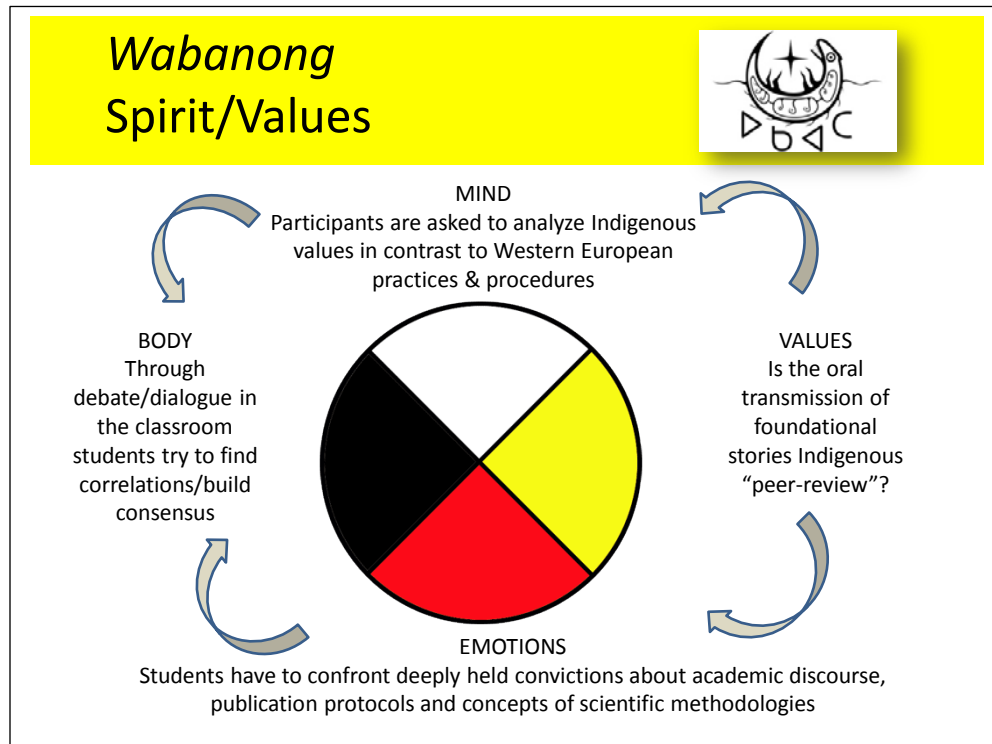 Wabanong
Spirit/Values
ᐅᑲᐊᑕ
MIND
Participants are asked to analyze Indigenous
values in contrast to Western European
practices & procedures
BODY
Through
debate/dialogue in
the classroom
students try to find
correlations/build
consensus
VALUES
Is the oral
transmission of
foundational
stories Indigenous
“peer-review”?
EMOTIONS
Students have to confront deeply held convictions about academic discourse,
publication protocols and concepts of scientific methodologies